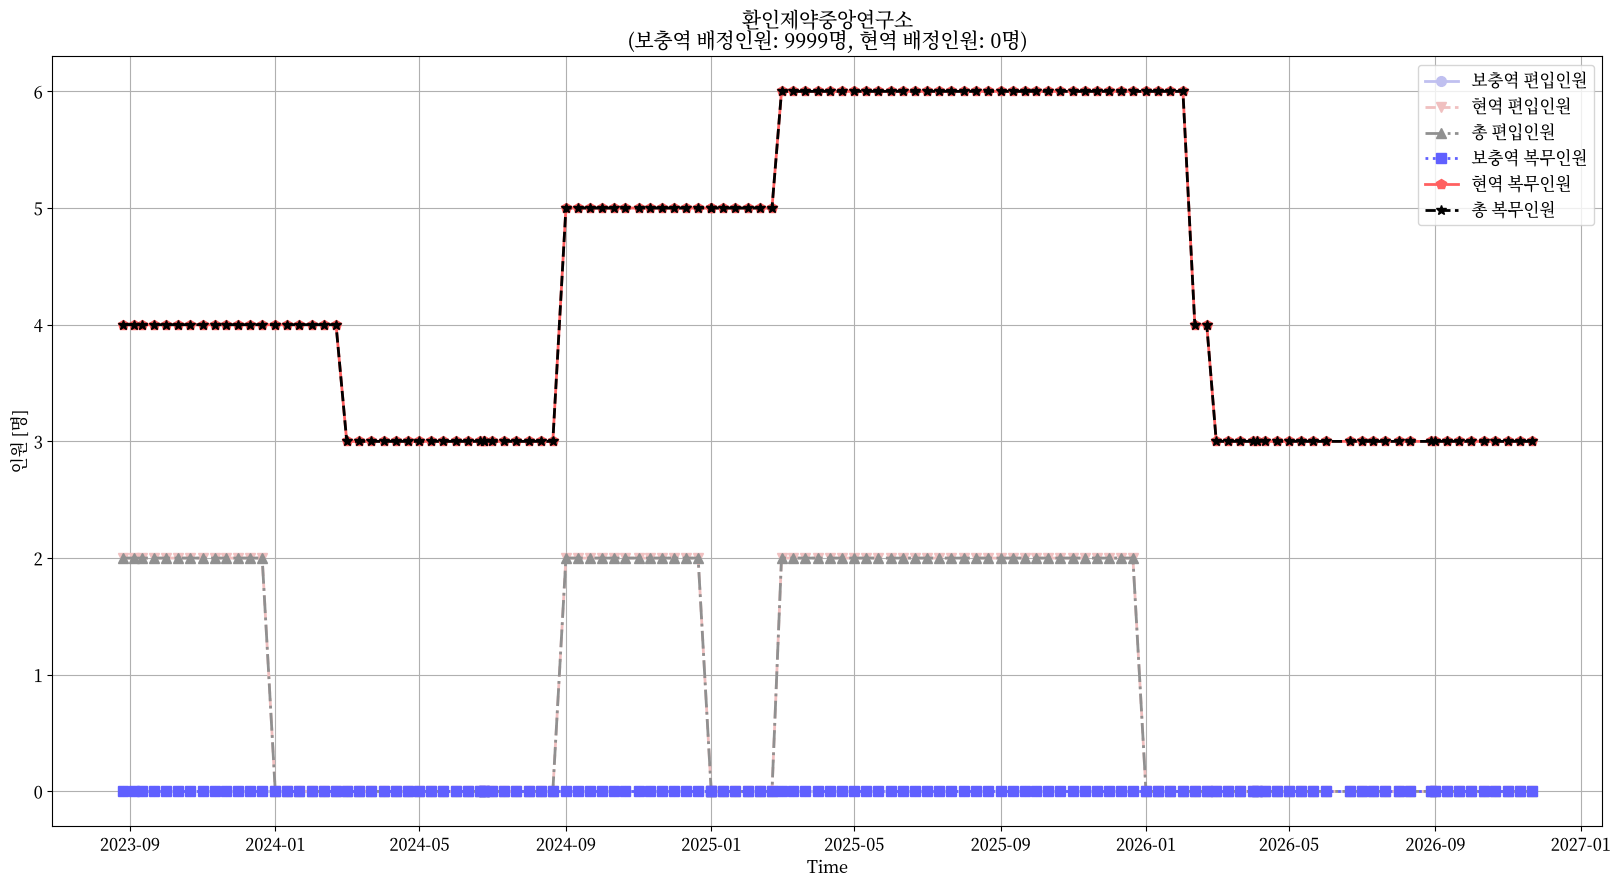 환인제약중앙연구소
(보충역 배정인원: 9999명, 현역 배정인원: 0명)
보충역 편입인원
현역 편입인원
총 편입인원
보충역 복무인원
현역 복무인원
총 복무인원
인원 [명]
6
5
4
3
2
1
0
2023-09
2024-01
2024-05
2024-09
2025-01
2025-05
2025-09
2026-01
2026-05
2026-09
2027-01
Time